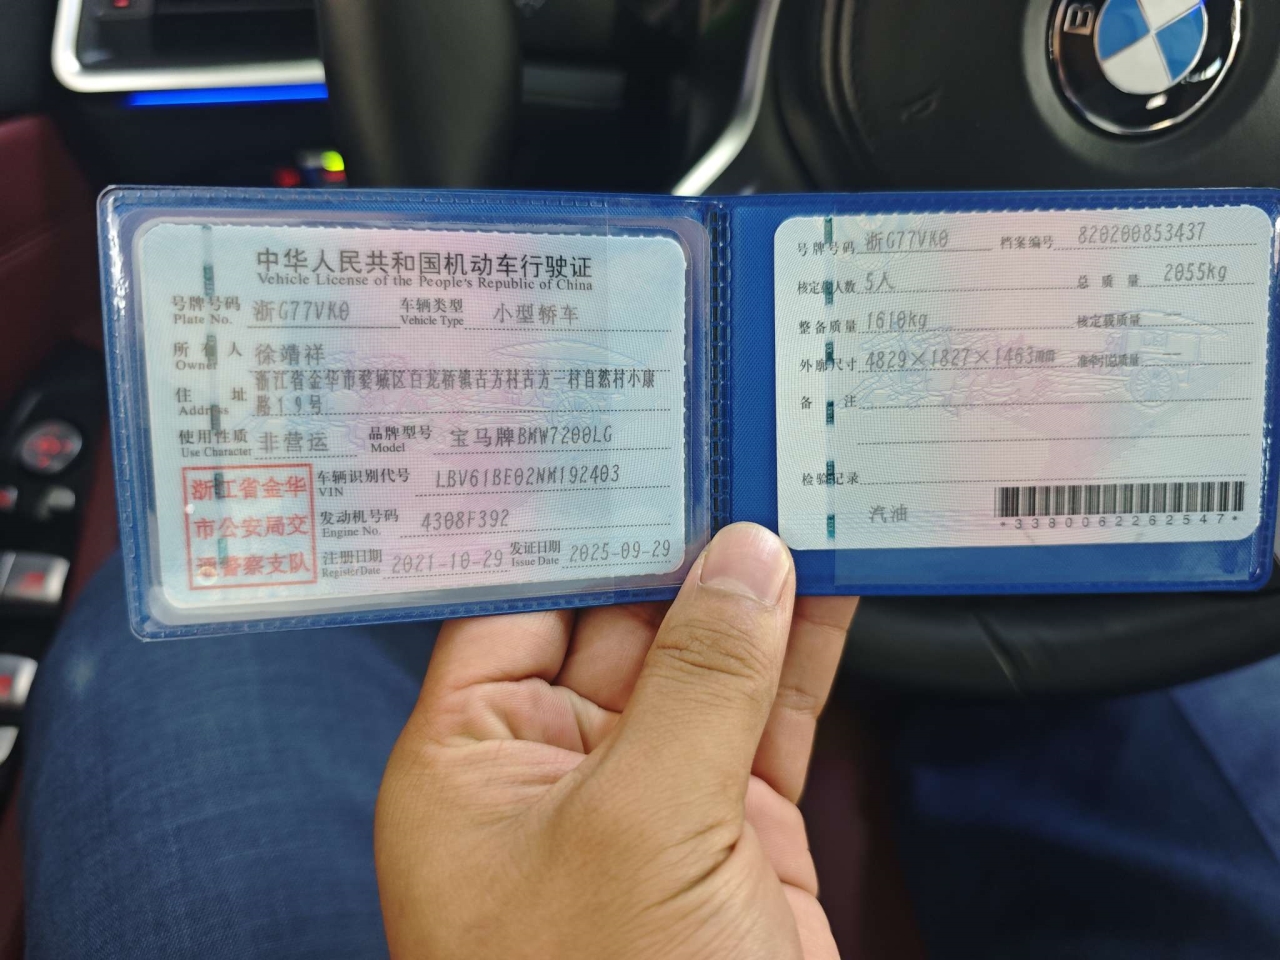 中华人民共和国机动车行驶证
Vehicle License of the People's Republic of China
号牌号码 浙G77VK0 车辆类型 小型轿车
Plate No. Vehicle Type
所有人 徐靖祥
Owner
住址 浙江省金华市婺城区白龙桥镇古方村古方一村自然村小康
Address 路19号
使用性质 非营运 品牌型号 宝马牌BMW7200LG
Use Character Model
浙江省金华
市公安局交
通警察支队
车辆识别代号 LBV61BE02NM192403
VIN
发动机号码 4308F392
Engine No.
注册日期 2021-10-29 发证日期 2025-09-29
Register Date Issue Date
号牌号码 浙G77VK0 档案编号 820200853437
核定载人数 5人 总质量 2055kg
整备质量 1610kg 核定载质量 —
外廓尺寸 4829×1827×1463mm 准牵引总质量 —
备注
检验记录
汽油
*3380062262547*
B